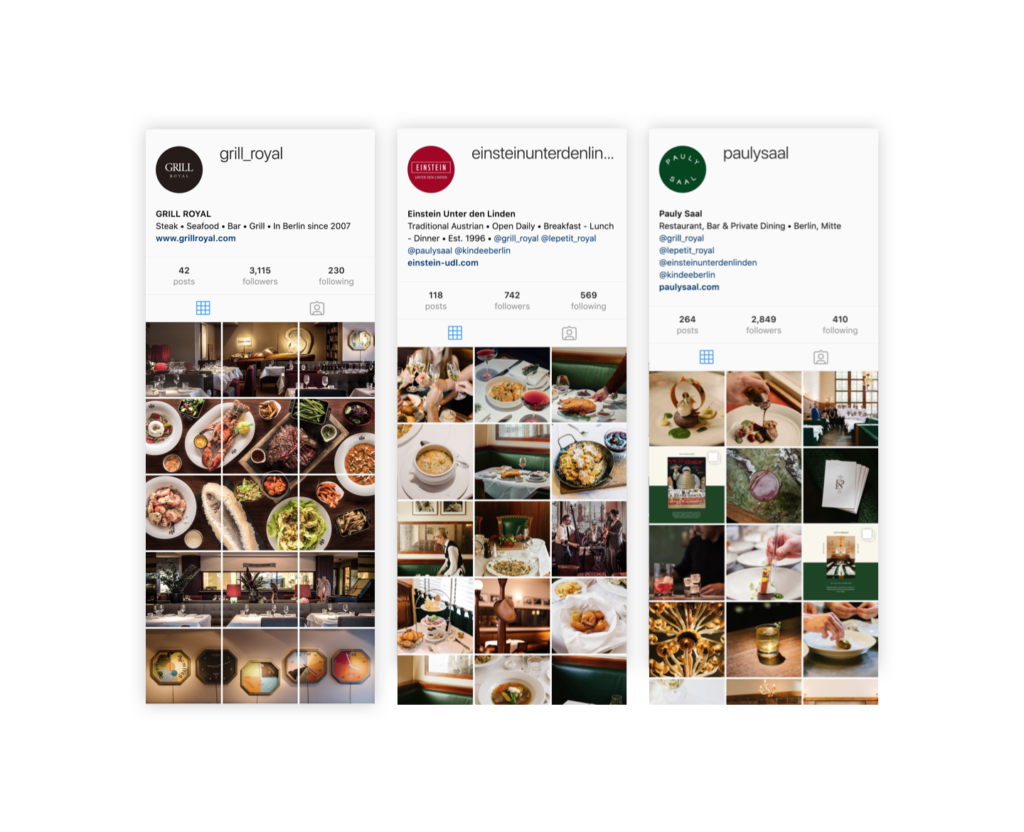 GRILL
ROYAL
grill_royal
GRILL ROYAL
Steak • Seafood • Bar • Grill • In Berlin since 2007
www.grillroyal.com
42 3,115 230
posts followers following
EINSTEIN
UNTER DEN LINDEN
einsteinunterdenlin...
Einstein Unter den Linden
Traditional Austrian • Open Daily • Breakfast - Lunch
- Dinner • Est. 1996 • @grill_royal @lepetit_royal
@paulysaal @kindeeberlin
einstein-udl.com
118 742 569
posts followers following
PAULY
SAAL
paulysaal
Pauly Saal
Restaurant, Bar & Private Dining • Berlin, Mitte
@grill_royal
@lepetit_royal
@einsteinunterdenlinden
@kindeeberlin
paulysaal.com
264 2,849 410
posts followers following